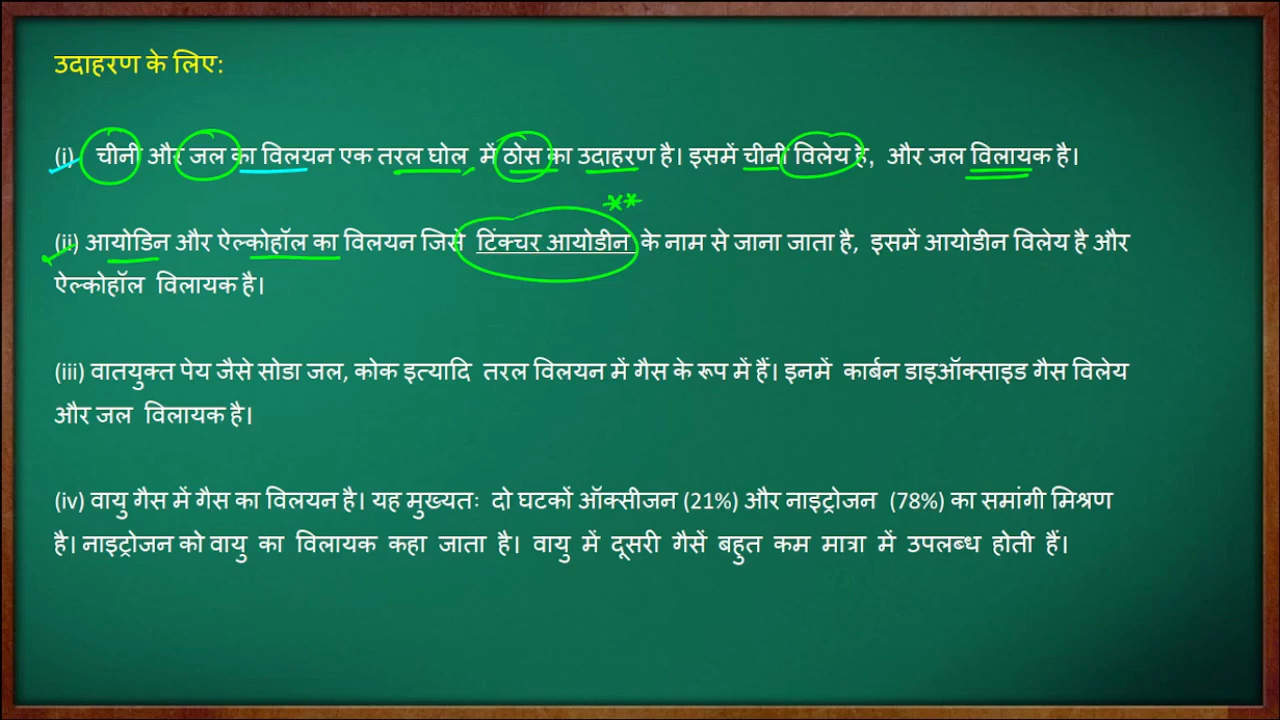 उदाहरण के लिए:
(i) चीनी और जल का विलयन एक तरल घोल, में ठोस का उदाहरण है। इसमें चीनी विलेय है, और जल विलायक है।
(ii) आयोडिन और ऐल्कोहॉल का विलयन जिसे टिंक्चर आयोडीन के नाम से जाना जाता है, इसमें आयोडीन विलेय है और
ऐल्कोहॉल विलायक है।
(iii) वातयुक्त पेय जैसे सोडा जल, कोक इत्यादि तरल विलयन में गैस के रूप में हैं। इनमें कार्बन डाइऑक्साइड गैस विलेय
और जल विलायक है।
(iv) वायु गैस में गैस का विलयन है। यह मुख्यतः दो घटकों ऑक्सीजन (21%) और नाइट्रोजन (78%) का समांगी मिश्रण
है। नाइट्रोजन को वायु का विलायक कहा जाता है। वायु में दूसरी गैसें बहुत कम मात्रा में उपलब्ध होती हैं।